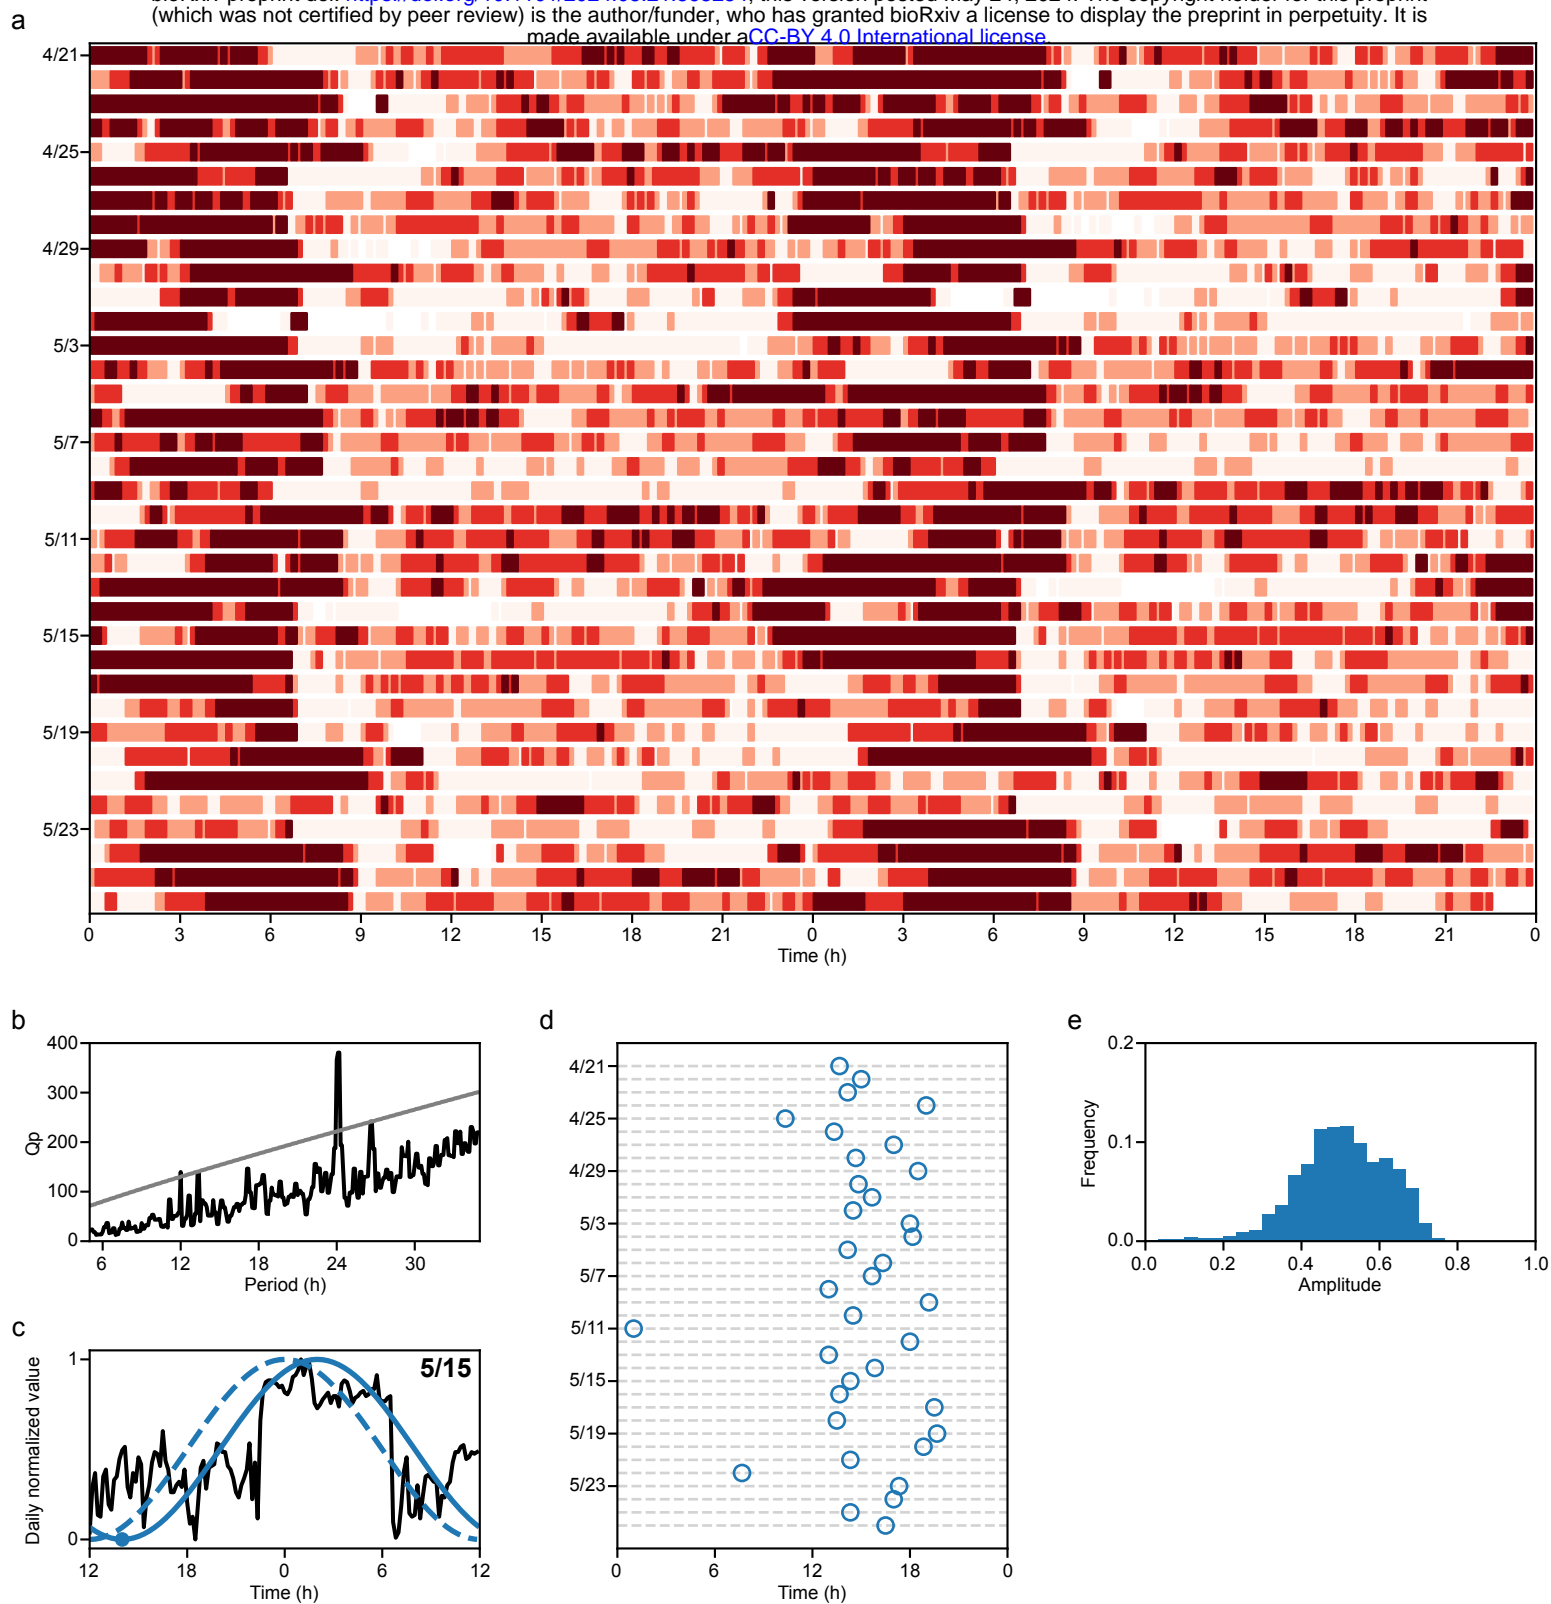 (which was not certified by peer review) is the author/funder, who has granted bioRxiv a license to display the preprint in perpetuity. It is
made available under aCC-BY 4.0 International license.
a
4/21
4/25
4/29
5/3
5/7
5/11
5/15
5/19
5/23
0 3 6 9 12 15 18 21 0 3 6 9 12 15 18 21 0
Time (h)
b
400
300
200
100
0
Qp
6 12 18 24 30
Period (h)
c
5/15
1
0
Daily normalized value
12 18 0 6 12
Time (h)
d
4/21
4/25
4/29
5/3
5/7
5/11
5/15
5/19
5/23
0 6 12 18 0
Time (h)
e
0.2
0.1
0.0
Frequency
0.0 0.2 0.4 0.6 0.8 1.0
Amplitude